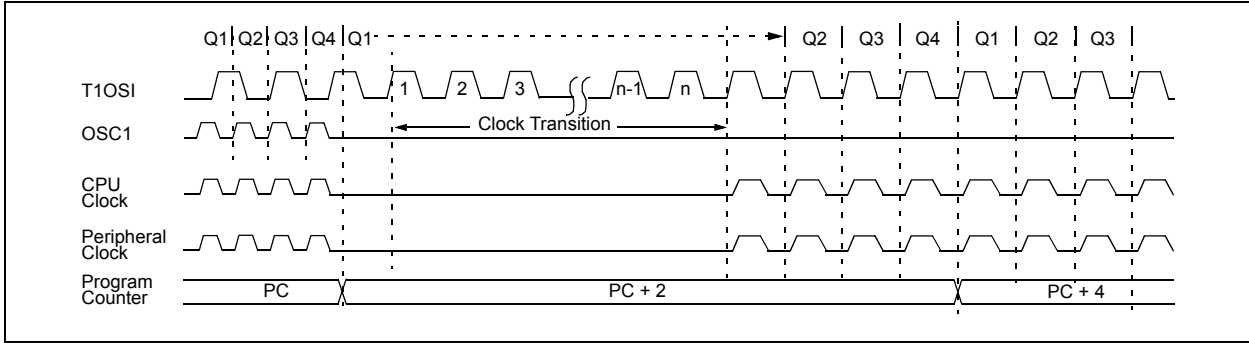 Q1 Q2 Q3 Q4 Q1 Q2 Q3 Q4 Q1 Q2 Q3
T1OSI
1 2 3 n-1 n
Clock Transition
OSC1
CPU
Clock
Peripheral
Clock
Program
Counter
PC PC + 2 PC + 4